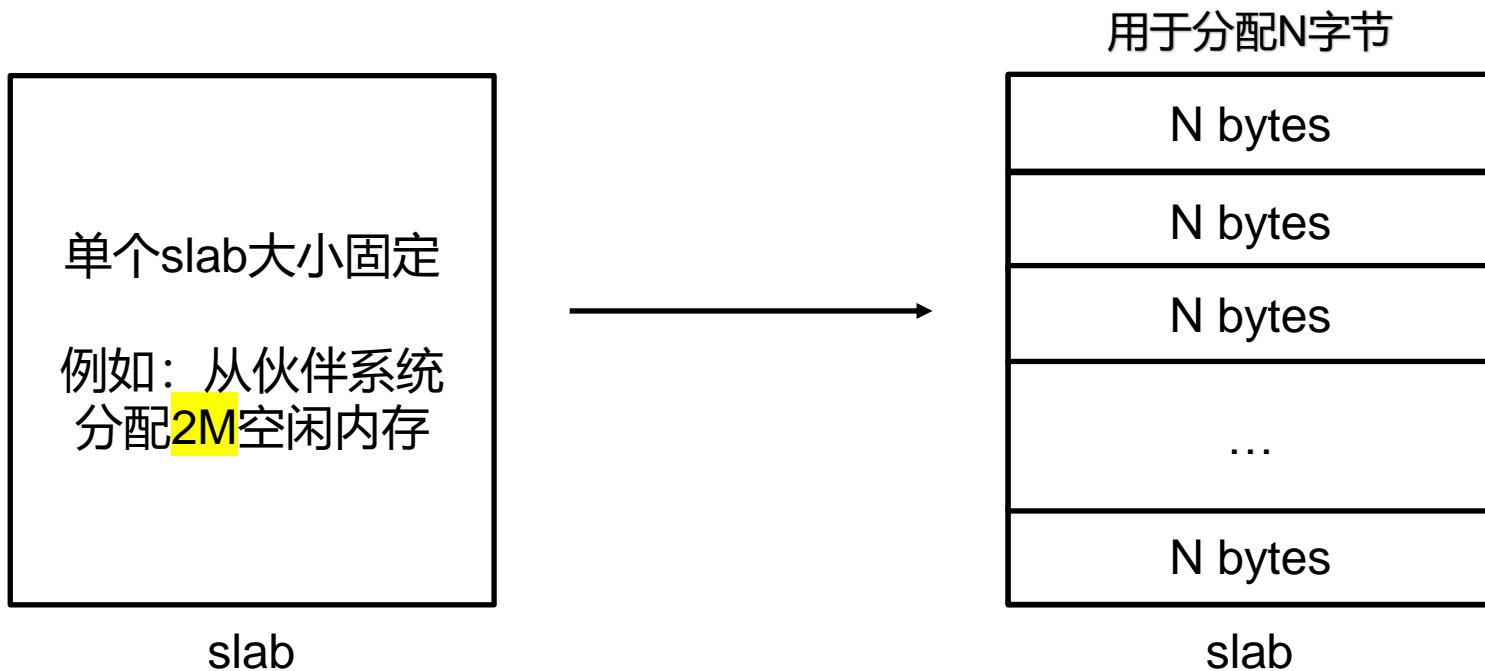 单个slab大小固定
例如：从伙伴系统
分配2M空闲内存
slab
用于分配N字节
N bytes
N bytes
N bytes
…
N bytes
slab